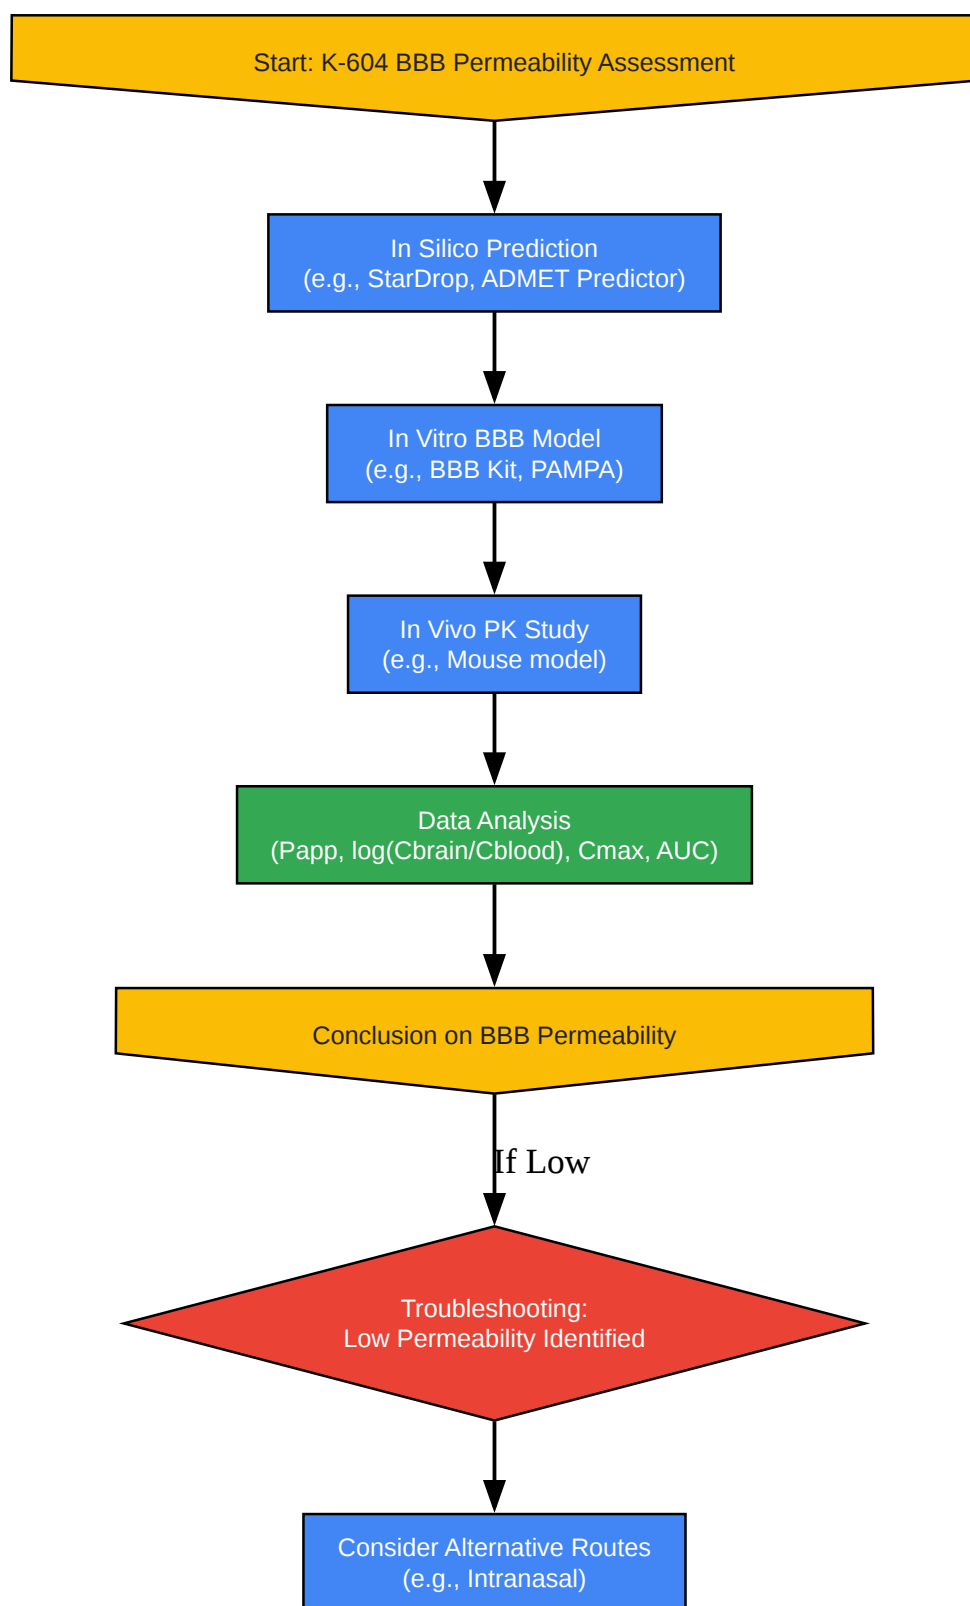 Start: K-604 BBB Permeability Assessment
In Silico Prediction
(e.g., StarDrop, ADMET Predictor)
In Vitro BBB Model
(e.g., BBB Kit, PAMPA)
In Vivo PK Study
(e.g., Mouse model)
Data Analysis
(Papp, log(Cbrain/Cblood), Cmax, AUC)
Conclusion on BBB Permeability
If Low
Troubleshooting:
Low Permeability Identified
Consider Alternative Routes
(e.g., Intranasal)